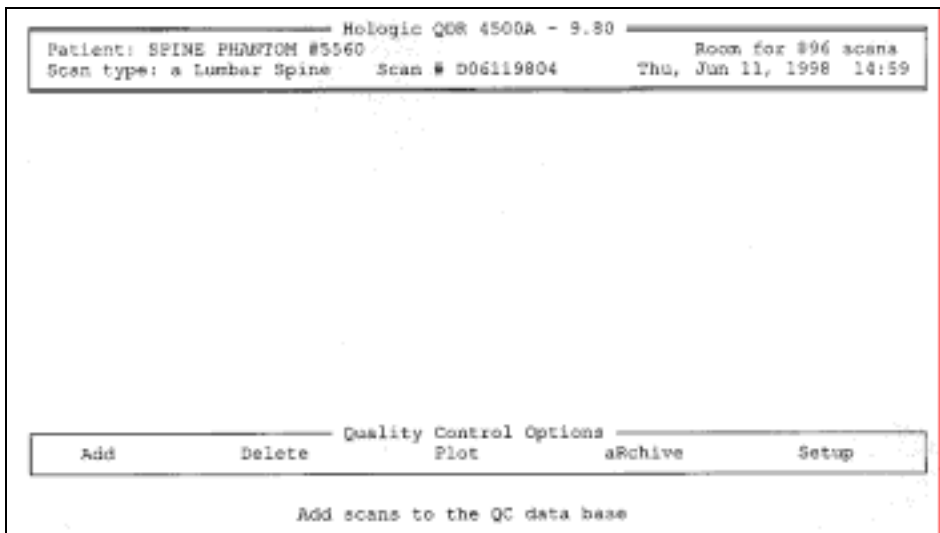 Hologic QDR 4500A - 9.80
Patient: SPINE PHANTOM #5560 Room for 896 scans
Scan type: a Lumbar Spine Scan # D06119804 Thu, Jun 11, 1998 14:59
Quality Control Options
Add Delete Plot aRchive Setup
Add scans to the QC data base